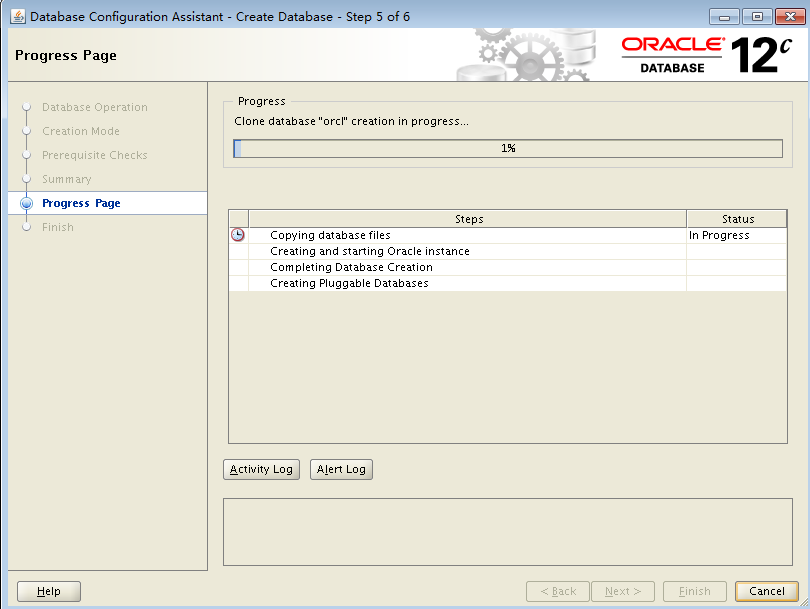 Database Configuration Assistant - Create Database - Step 5 of 6
Progress Page
ORACLE®
DATABASE
12c
Database Operation
Creation Mode
Prerequisite Checks
Summary
Progress Page
Finish
Progress
Clone database "orcl" creation in progress...
1%
Steps Status
Copying database files In Progress
Creating and starting Oracle instance
Completing Database Creation
Creating Pluggable Databases
Activity Log Alert Log
Help < Back Next > Finish Cancel